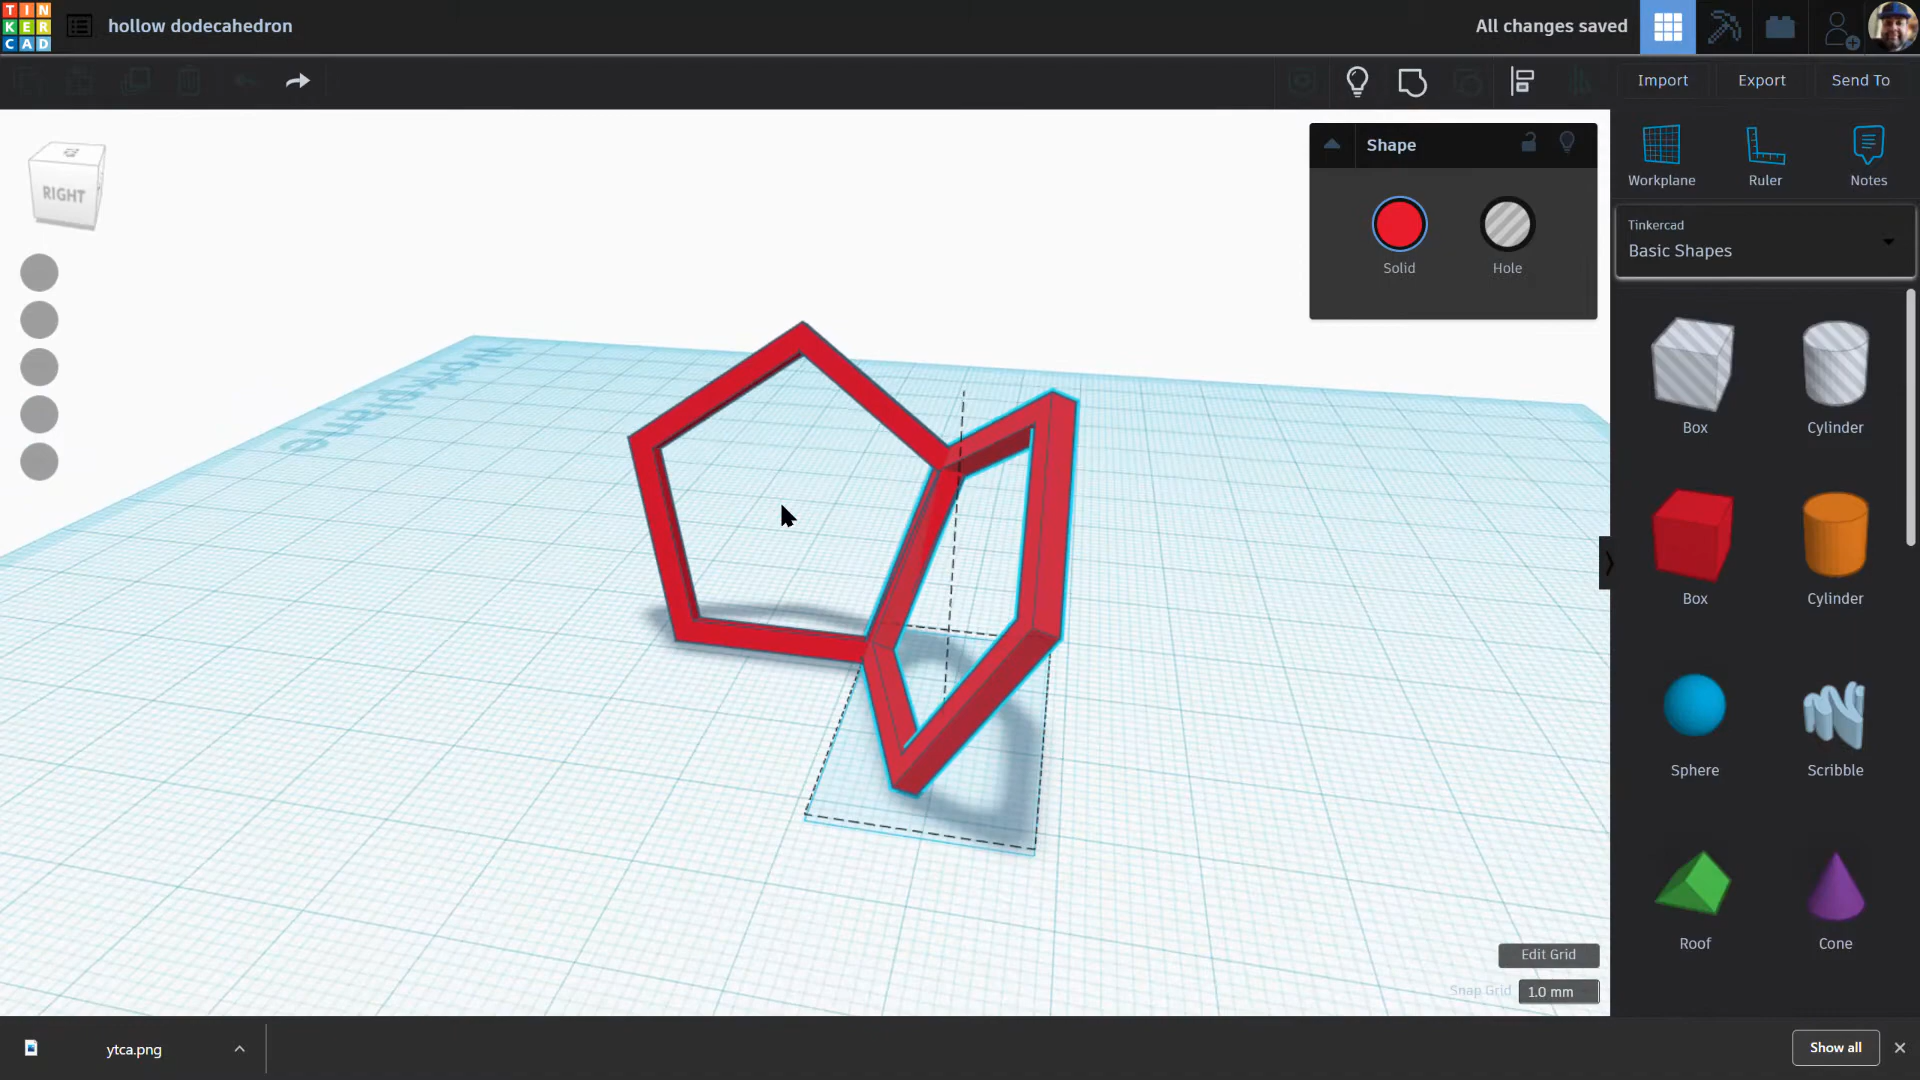 TIN
KER
CAD
hollow dodecahedron
All changes saved
Import
Export
Send To
RIGHT
Shape
Solid
Hole
Workplane
Ruler
Notes
Tinkercad
Basic Shapes
Box
Cylinder
Box
Cylinder
Sphere
Scribble
Roof
Cone
Workplane
Edit Grid
Snap Grid
1.0 mm
ytca.png
Show all